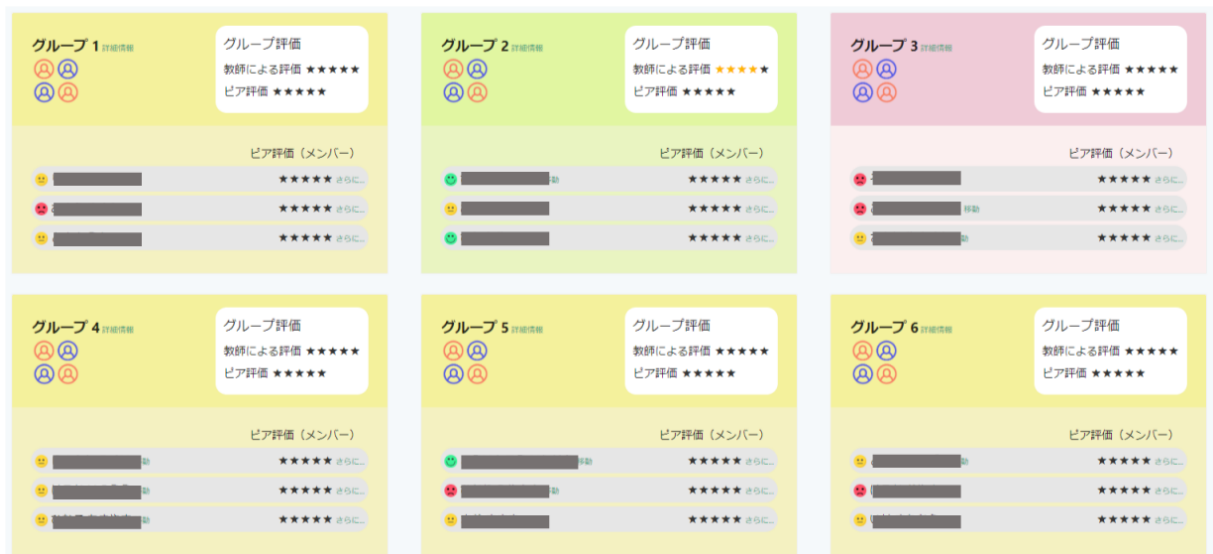 グループ 1 詳細情報
グループ評価
教師による評価 ★★★★★
ピア評価 ★★★★★
ピア評価（メンバー）
★★★★★ さらに...
★★★★★ さらに...
★★★★★ さらに...
グループ 2 詳細情報
グループ評価
教師による評価 ★★★★★
ピア評価 ★★★★★
ピア評価（メンバー）
移動 ★★★★★ さらに...
★★★★★ さらに...
★★★★★ さらに...
グループ 3 詳細情報
グループ評価
教師による評価 ★★★★★
ピア評価 ★★★★★
ピア評価（メンバー）
★★★★★ さらに...
移動 ★★★★★ さらに...
動 ★★★★★ さらに...
グループ 4 詳細情報
グループ評価
教師による評価 ★★★★★
ピア評価 ★★★★★
ピア評価（メンバー）
動 ★★★★★ さらに...
動 ★★★★★ さらに...
動 ★★★★★ さらに...
グループ 5 詳細情報
グループ評価
教師による評価 ★★★★★
ピア評価 ★★★★★
ピア評価（メンバー）
移動 ★★★★★ さらに...
動 ★★★★★ さらに...
★★★★★ さらに...
グループ 6 詳細情報
グループ評価
教師による評価 ★★★★★
ピア評価 ★★★★★
ピア評価（メンバー）
動 ★★★★★ さらに...
★★★★★ さらに...
★★★★★ さらに...